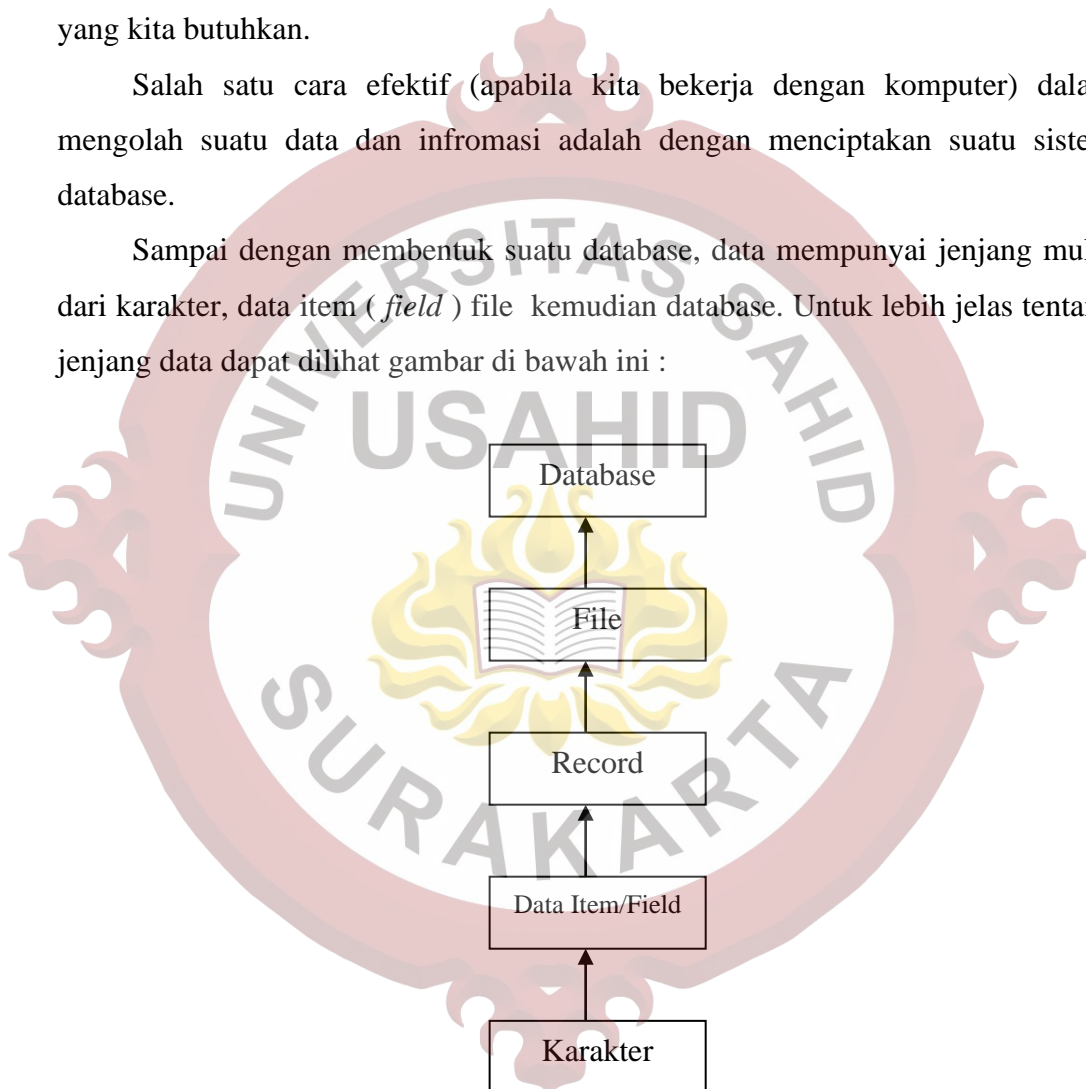 yang kita butuhkan.
Salah satu cara efektif (apabila kita bekerja dengan komputer) dala
mengolah suatu data dan infromasi adalah dengan menciptakan suatu siste
database.
Sampai dengan membentuk suatu database, data mempunyai jenjang mul
dari karakter, data item ( field ) file kemudian database. Untuk lebih jelas tenta
jenjang data dapat dilihat gambar di bawah ini :
UNIVERSITAS SAHID
USAHID
Database
File
Record
Data Item/Field
Karakter
SURAKARTA